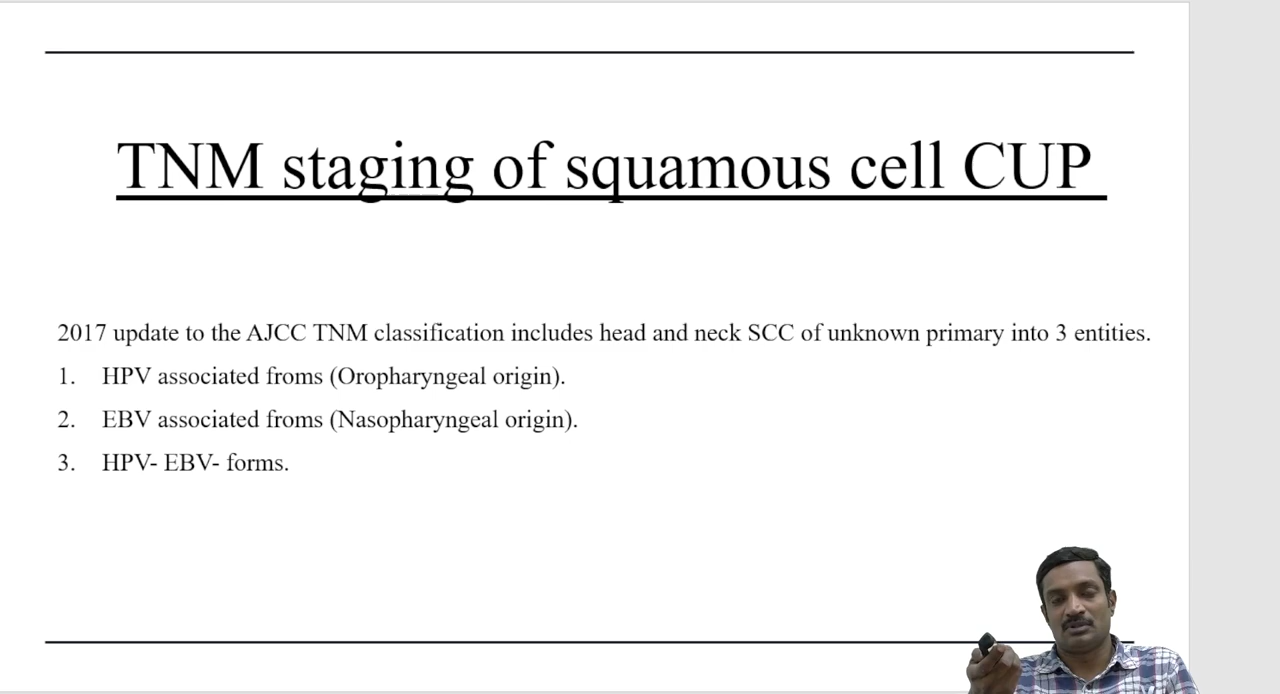 TNM staging of squamous cell CUP
2017 update to the AJCC TNM classification includes head and neck SCC of unknown primary into 3 entities.
1. HPV associated froms (Oropharyngeal origin).
2. EBV associated froms (Nasopharyngeal origin).
3. HPV- EBV- forms.